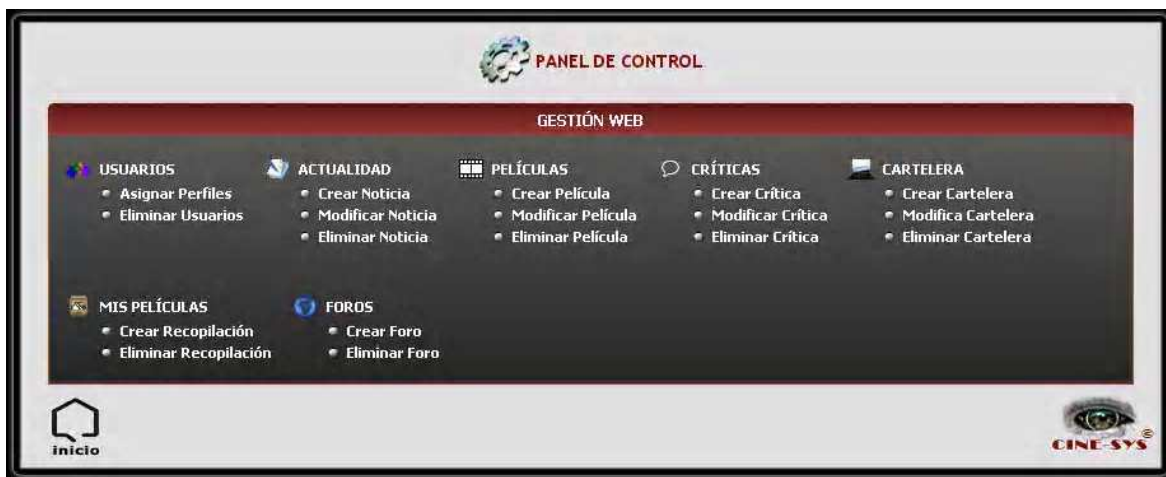 PANEL DE CONTROL
GESTIÓN WEB
USUARIOS
Asignar Perfiles
Eliminar Usuarios
ACTUALIDAD
Crear Noticia
Modificar Noticia
Eliminar Noticia
PELÍCULAS
Crear Película
Modificar Película
Eliminar Película
CRÍTICAS
Crear Crítica
Modificar Crítica
Eliminar Crítica
CARTELERA
Crear Cartelera
Modifica Cartelera
Eliminar Cartelera
MIS PELÍCULAS
Crear Recopilación
Eliminar Recopilación
FOROS
Crear Foro
Eliminar Foro
inicio
CINE-SYS©